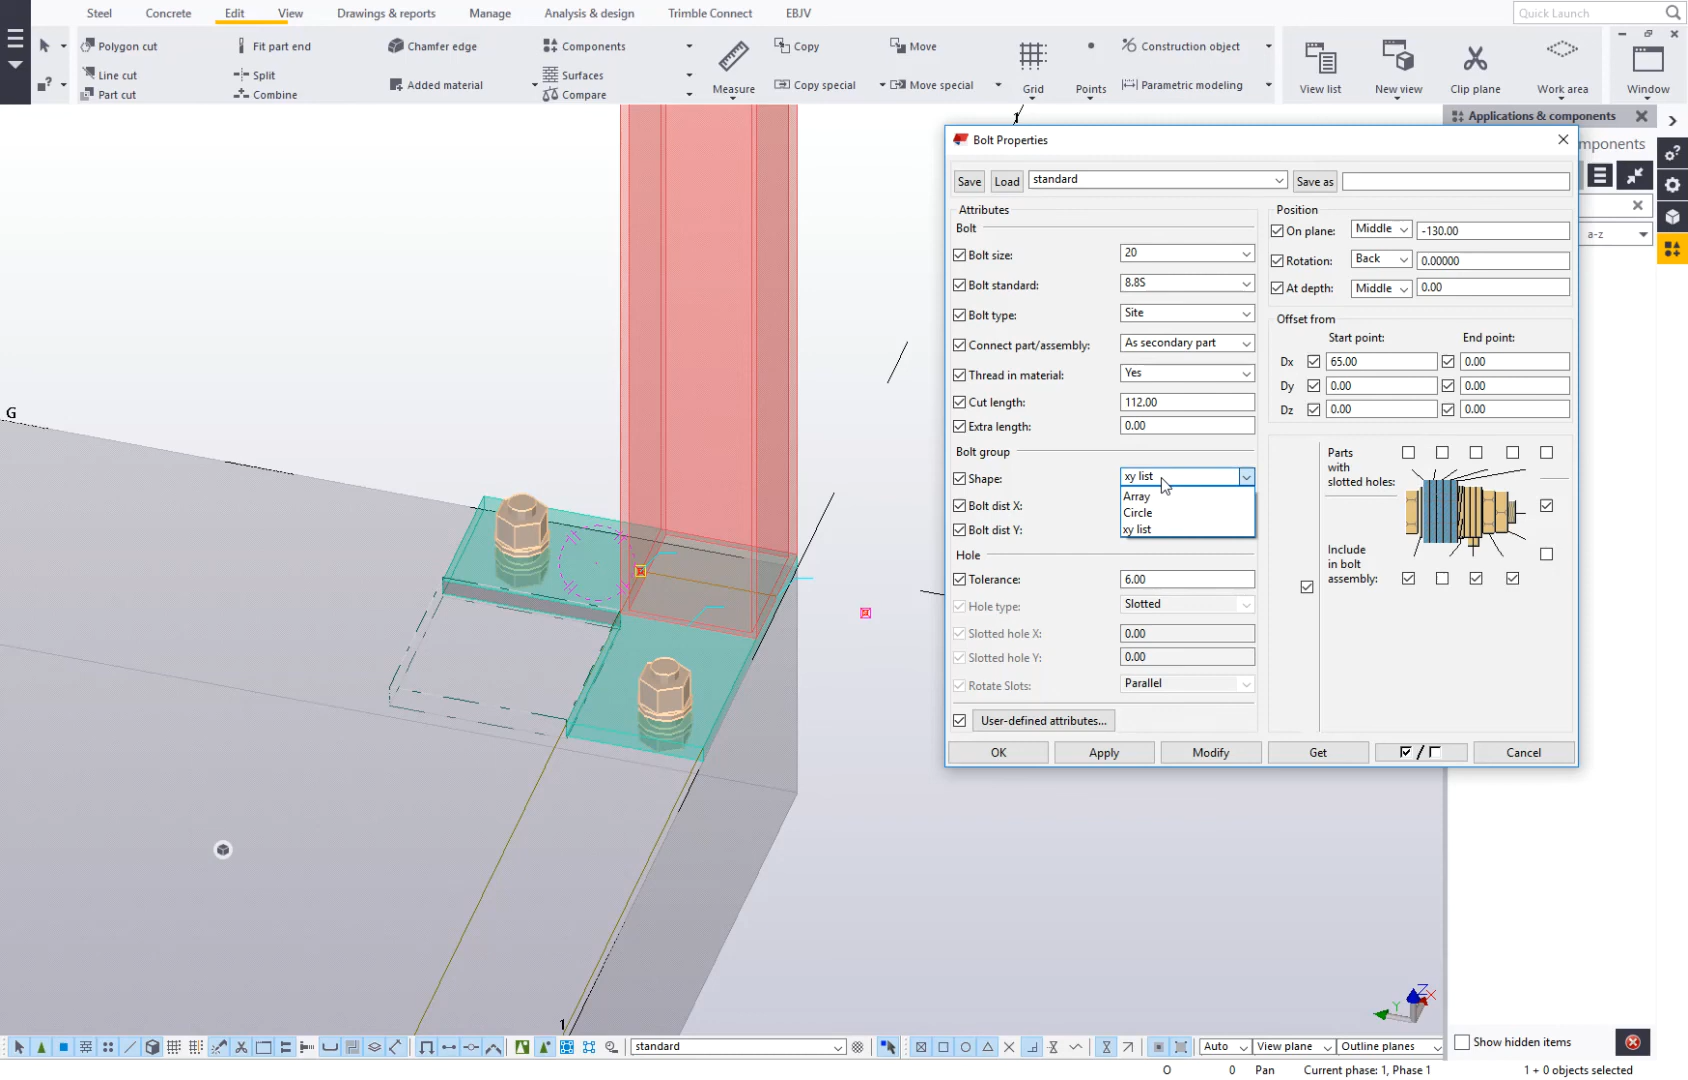 Steel Concrete Edit View Drawings & reports Manage Analysis & design Trimble Connect EBJV Quick Launch
Polygon cut Fit part end Chamfer edge Components Copy Move Construction object
Line cut Split Surfaces
Added material Measure Copy special Move special Grid Points Parametric modeling View list New view Clip plane Work area Window
Part cut Combine Compare
1
Applications & components
mponents
a-z
Bolt Properties
Save Load standard Save as
Attributes
Bolt
Bolt size: 20
Bolt standard: 8.8S
Bolt type: Site
Connect part/assembly: As secondary part
Thread in material: Yes
Cut length: 112.00
Extra length: 0.00
Bolt group
Shape: xy list
Array
Circle
xy list
Bolt dist X:
Bolt dist Y:
Hole
Tolerance: 6.00
Hole type: Slotted
Slotted hole X: 0.00
Slotted hole Y: 0.00
Rotate Slots: Parallel
User-defined attributes...
Position
On plane: Middle -130.00
Rotation: Back 0.00000
At depth: Middle 0.00
Offset from
Start point: End point:
Dx 65.00 0.00
Dy 0.00 0.00
Dz 0.00 0.00
Parts
with
slotted holes:
Include
in bolt
assembly:
OK Apply Modify Get / Cancel
G
1
Z
X
Y
Show hidden items
standard Auto View plane Outline planes
O 0 Pan Current phase: 1, Phase 1 1 + 0 objects selected